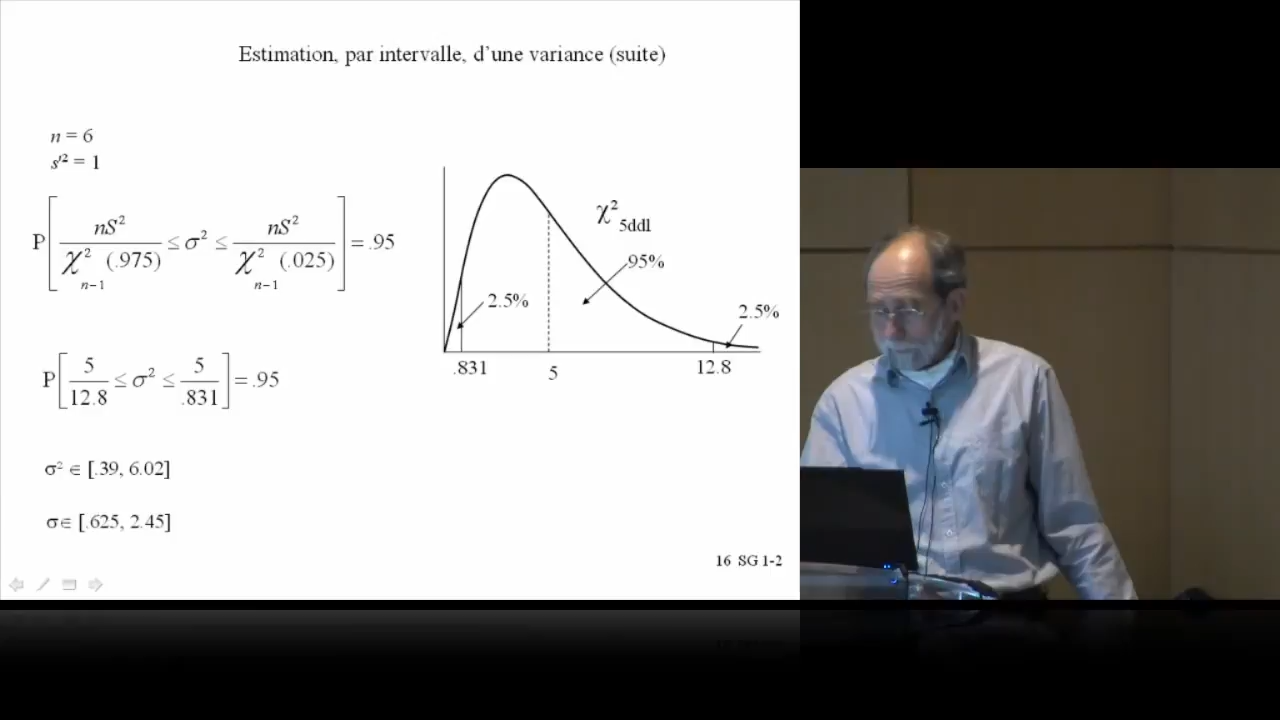 Estimation, par intervalle, d'une variance (suite)
n = 6
s'² = 1
P[ nS² / χ²n−1 (.975) ≤ σ² ≤ nS² / χ²n−1 (.025) ] = .95
χ²5ddl
95%
2.5%
2.5%
.831
5
12.8
P[ 5 / 12.8 ≤ σ² ≤ 5 / .831 ] = .95
σ² ∈ [.39, 6.02]
σ∈ [.625, 2.45]
16 SG 1-2